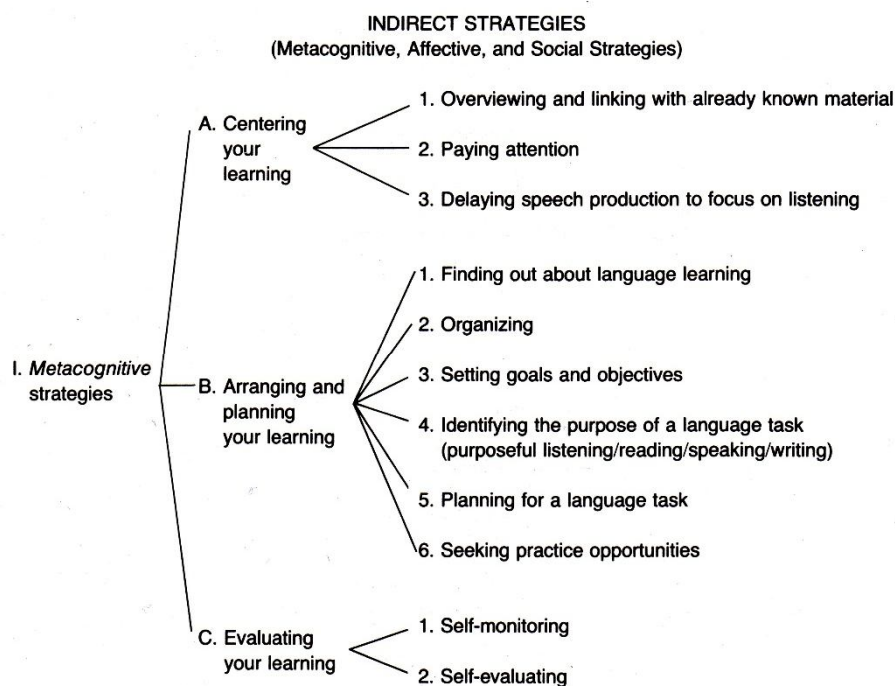 INDIRECT STRATEGIES
(Metacognitive, Affective, and Social Strategies)
I. Metacognitive
strategies
A. Centering
your
learning
1. Overviewing and linking with already known material
2. Paying attention
3. Delaying speech production to focus on listening
B. Arranging and
planning
your learning
1. Finding out about language learning
2. Organizing
3. Setting goals and objectives
4. Identifying the purpose of a language task
(purposeful listening/reading/speaking/writing)
5. Planning for a language task
6. Seeking practice opportunities
C. Evaluating
your learning
1. Self-monitoring
2. Self-evaluating